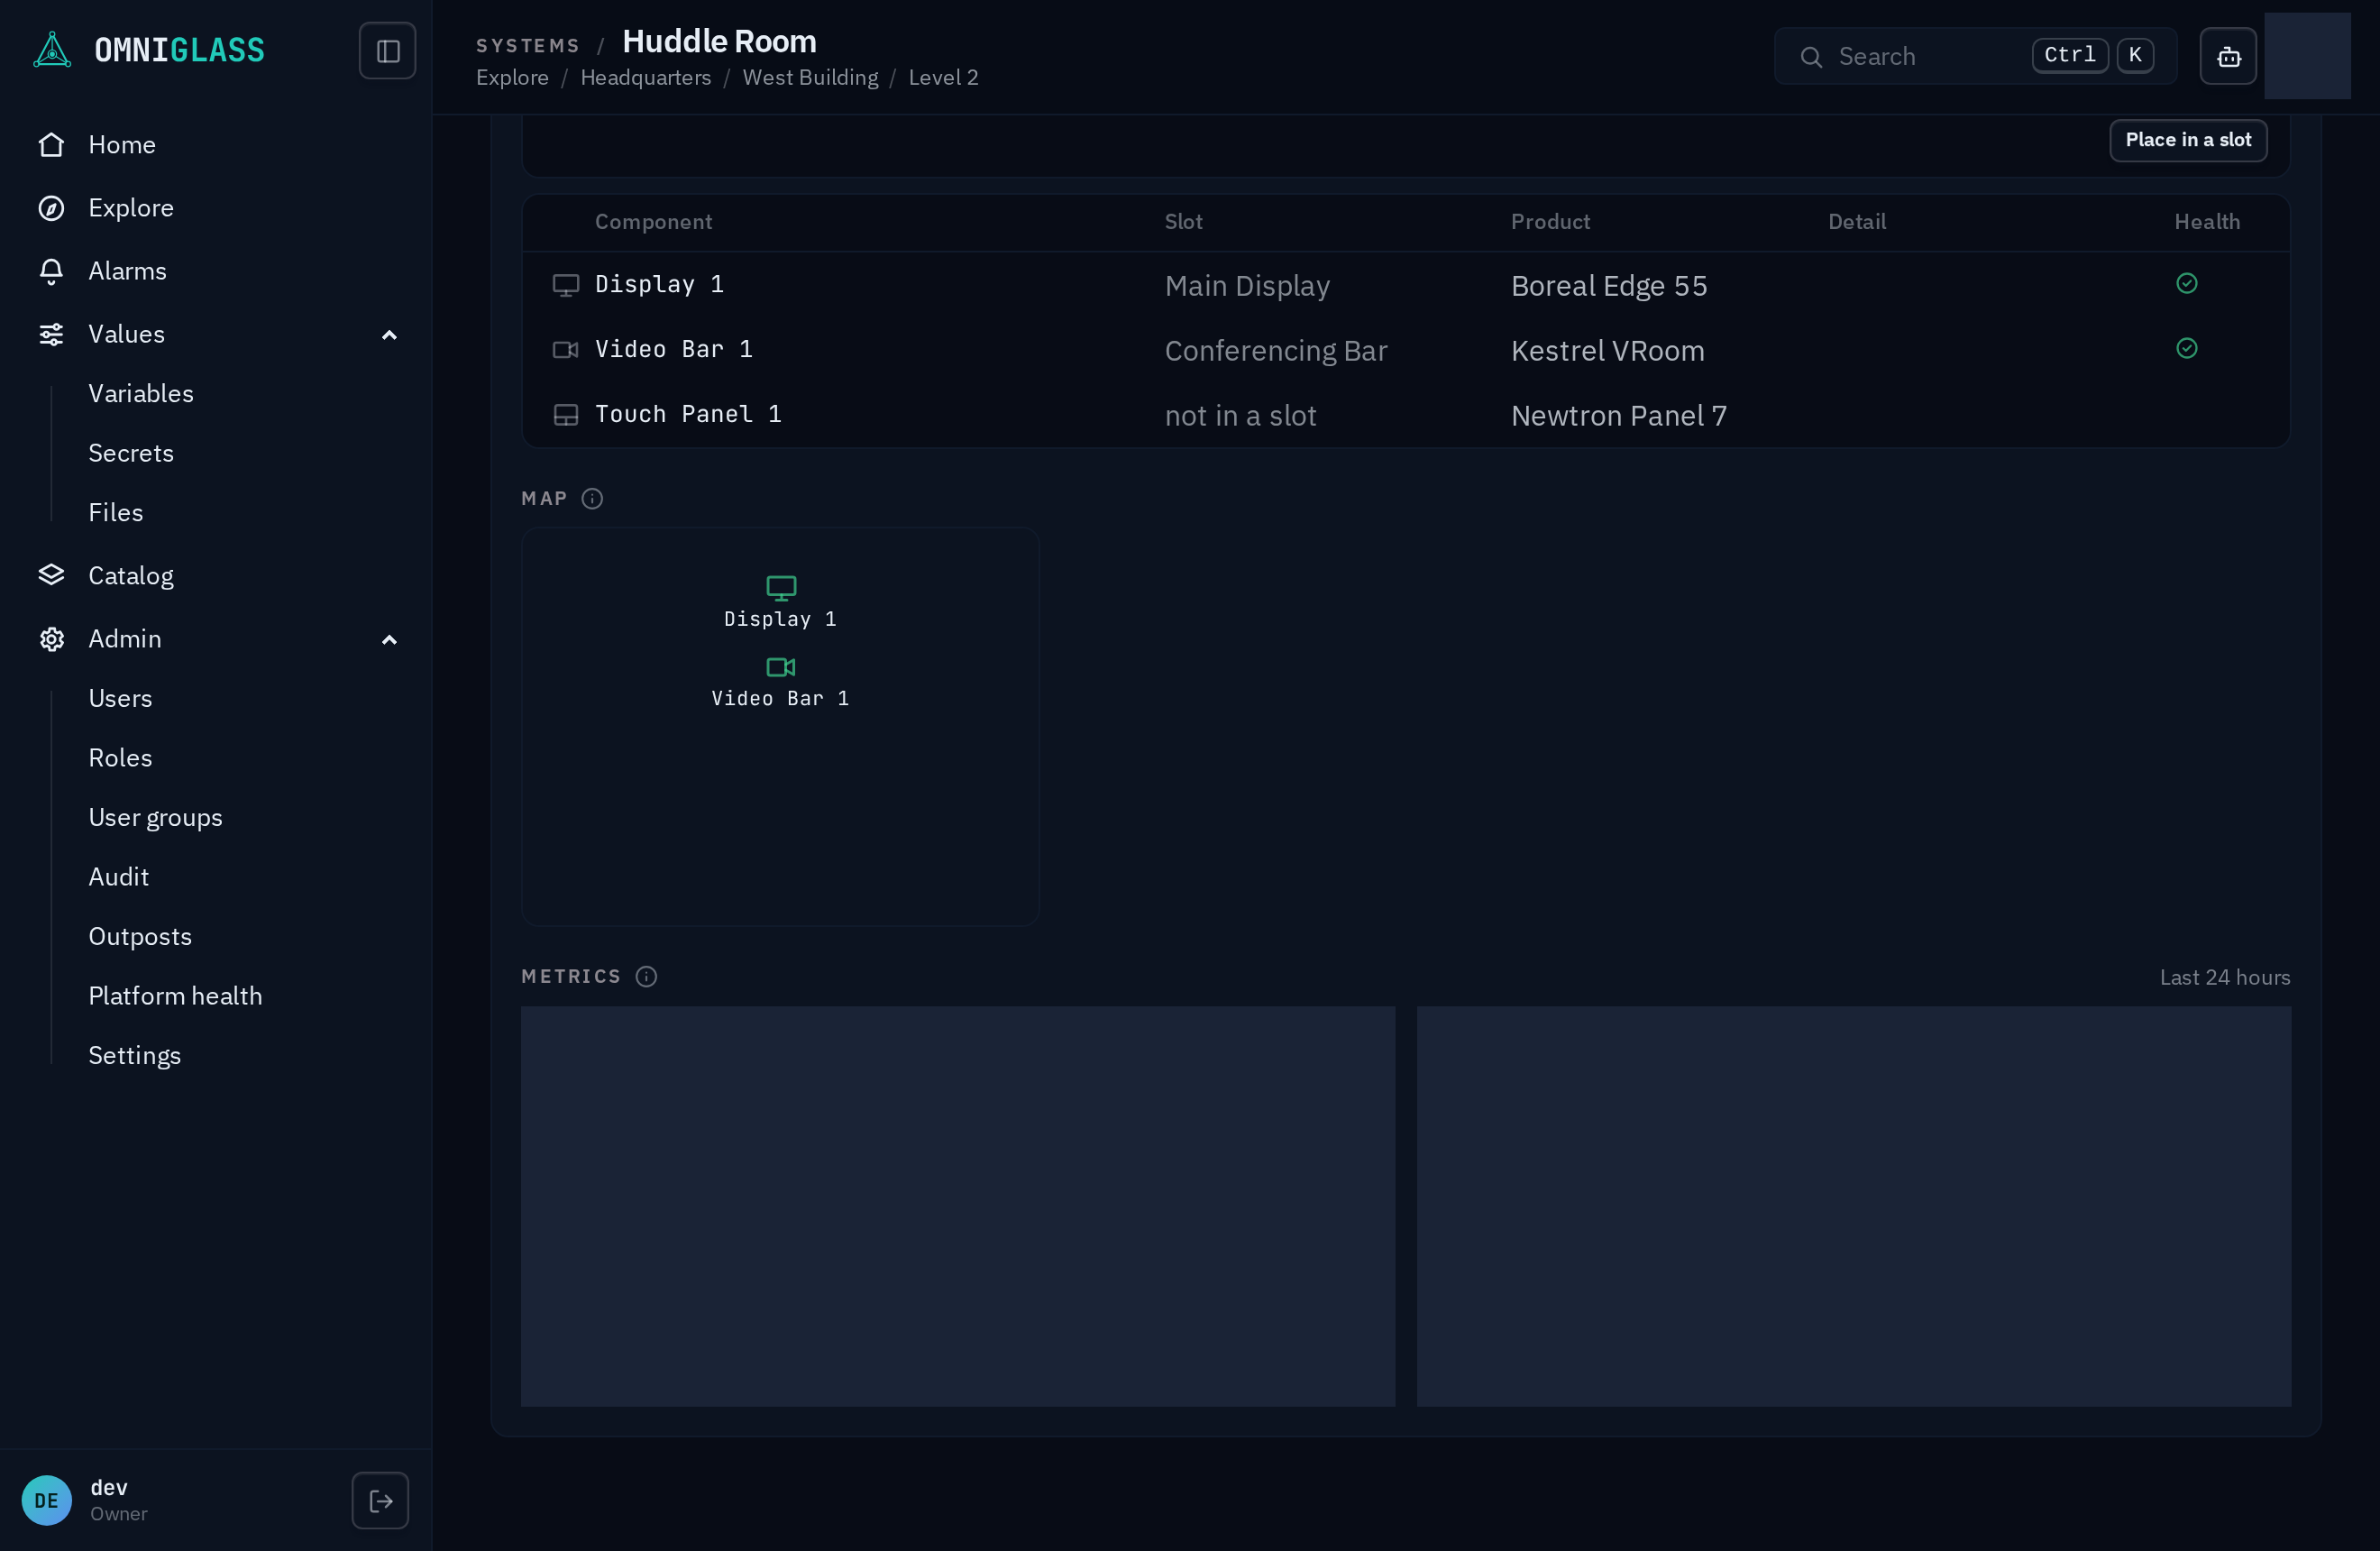 OMNIGLASS
Home
Explore
Alarms
Values
Variables
Secrets
Files
Catalog
Admin
Users
Roles
User groups
Audit
Outposts
Platform health
Settings
DE
dev
Owner
SYSTEMS / Huddle Room
Explore / Headquarters / West Building / Level 2
Search Ctrl K
Place in a slot
Component Slot Product Detail Health
Display 1 Main Display Boreal Edge 55
Video Bar 1 Conferencing Bar Kestrel VRoom
Touch Panel 1 not in a slot Newtron Panel 7
MAP
Display 1
Video Bar 1
METRICS Last 24 hours